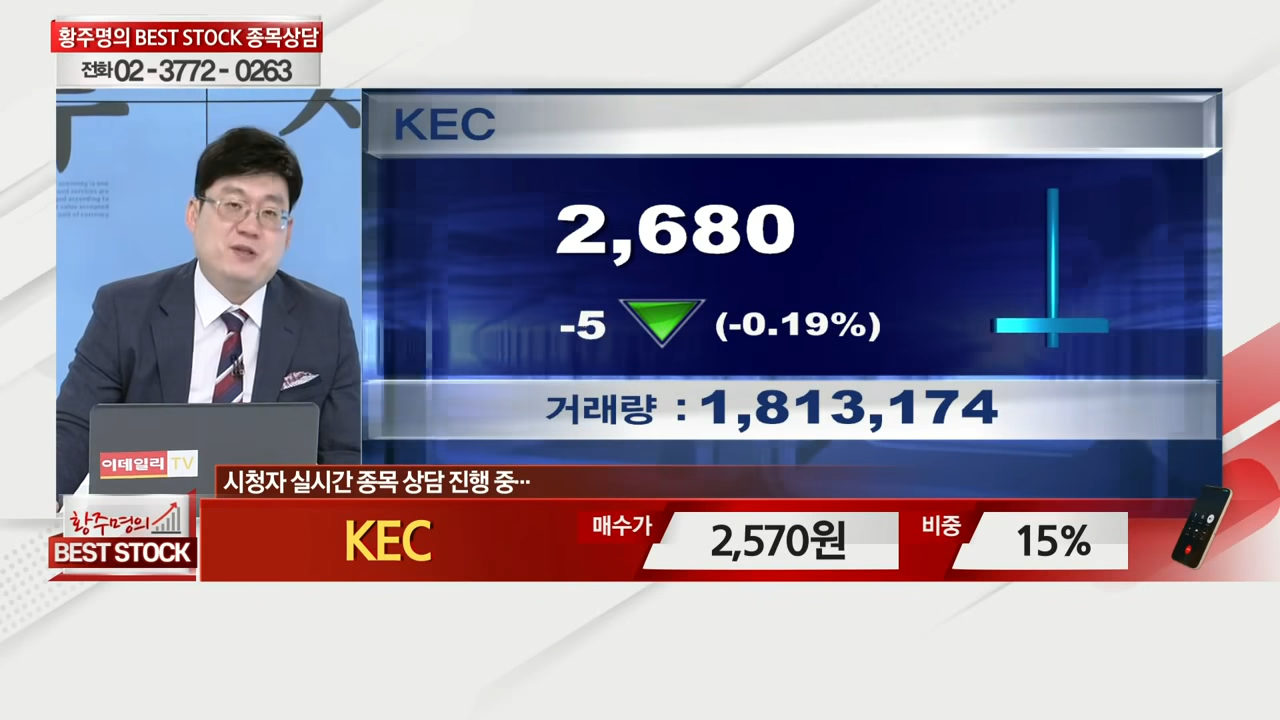 황주명의 BEST STOCK 종목상담
전화 02-3772-0263
KEC
2,680
-5 (-0.19%)
거래량 : 1,813,174
이데일리 TV
시청자 실시간 종목 상담 진행 중...
황주명의
BEST STOCK
KEC
매수가 2,570원
비중 15%